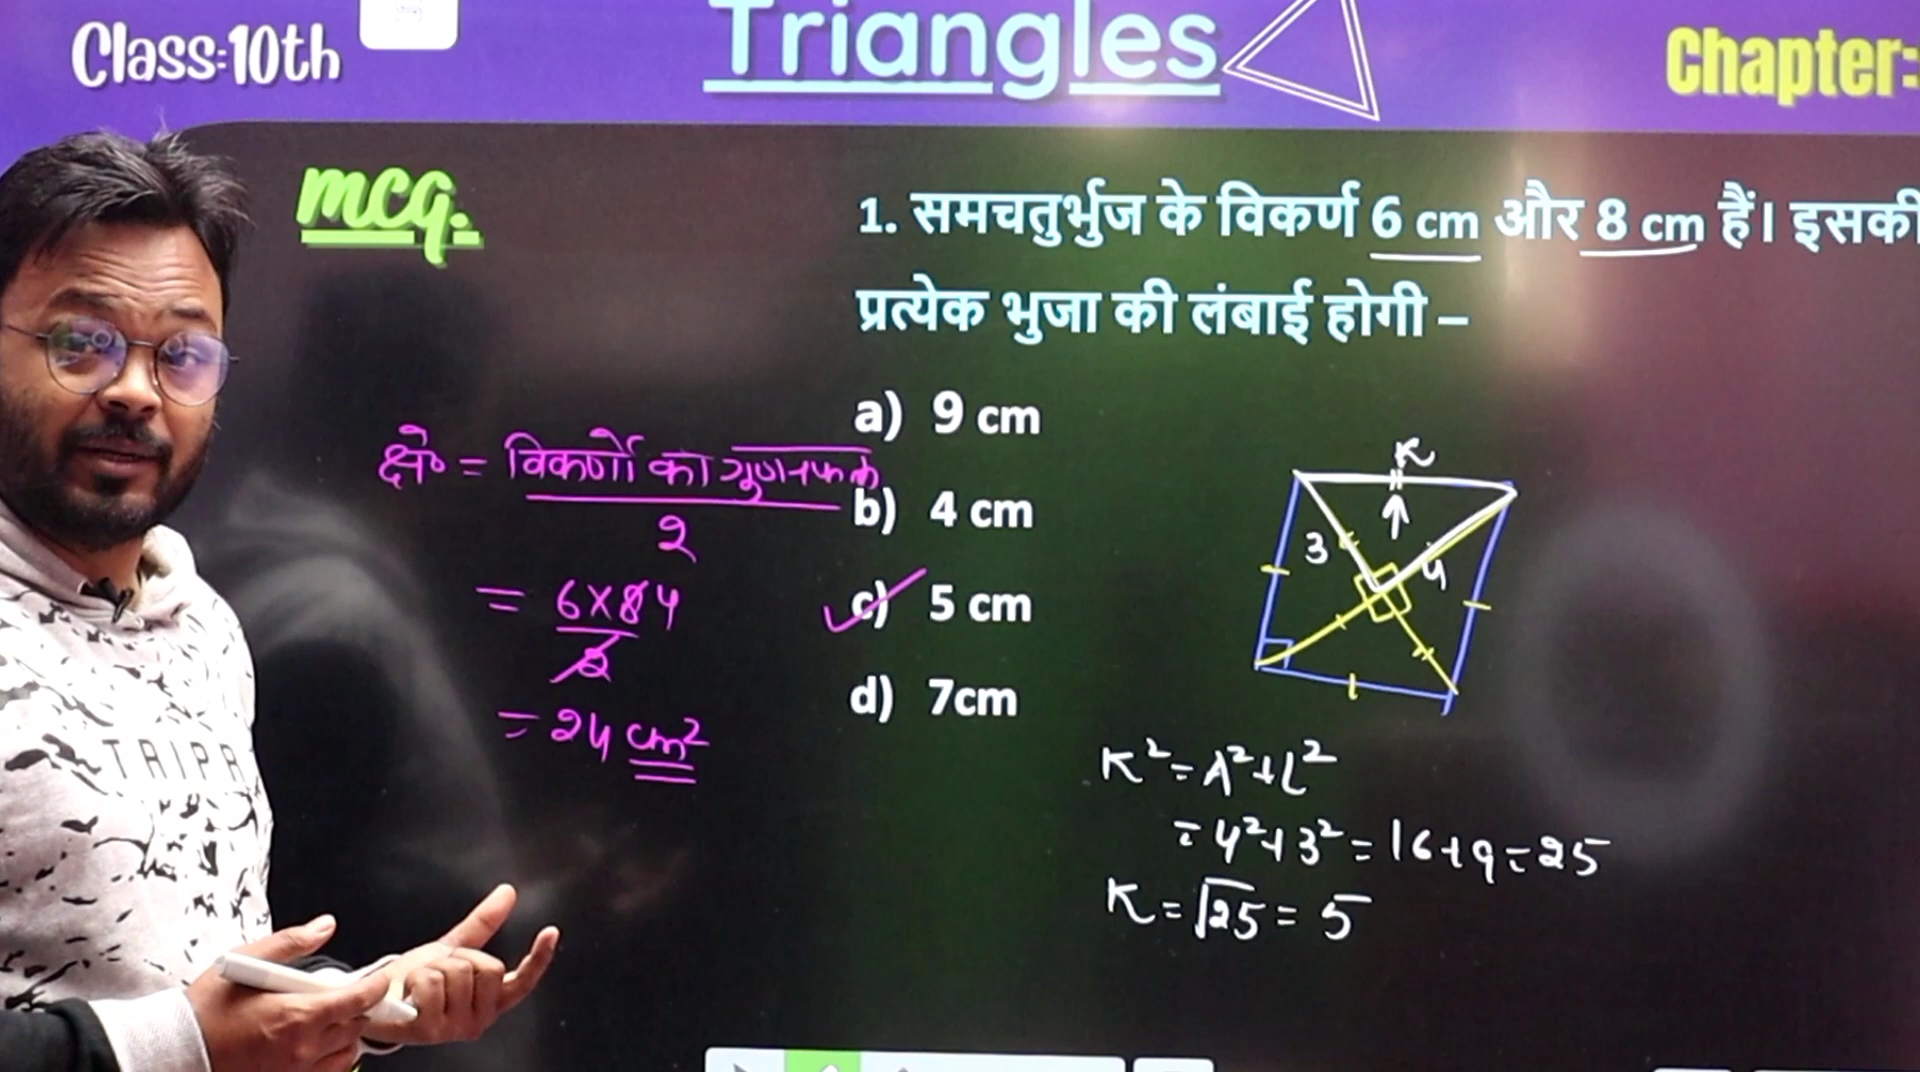 Class:10th
Triangles
Chapter:
mcq.
1. समचतुर्भुज के विकर्ण 6 cm और 8 cm हैं। इसकी
प्रत्येक भुजा की लंबाई होगी –
a) 9 cm
b) 4 cm
c) 5 cm
d) 7cm
क्षे० = विकर्णो का गुणनफल
2
= 6×8 4
2
= 24 cm²
K
3
4
K² = λ² + L²
= 4² + 3² = 16 + 9 = 25
K = √25 = 5
TRIPR